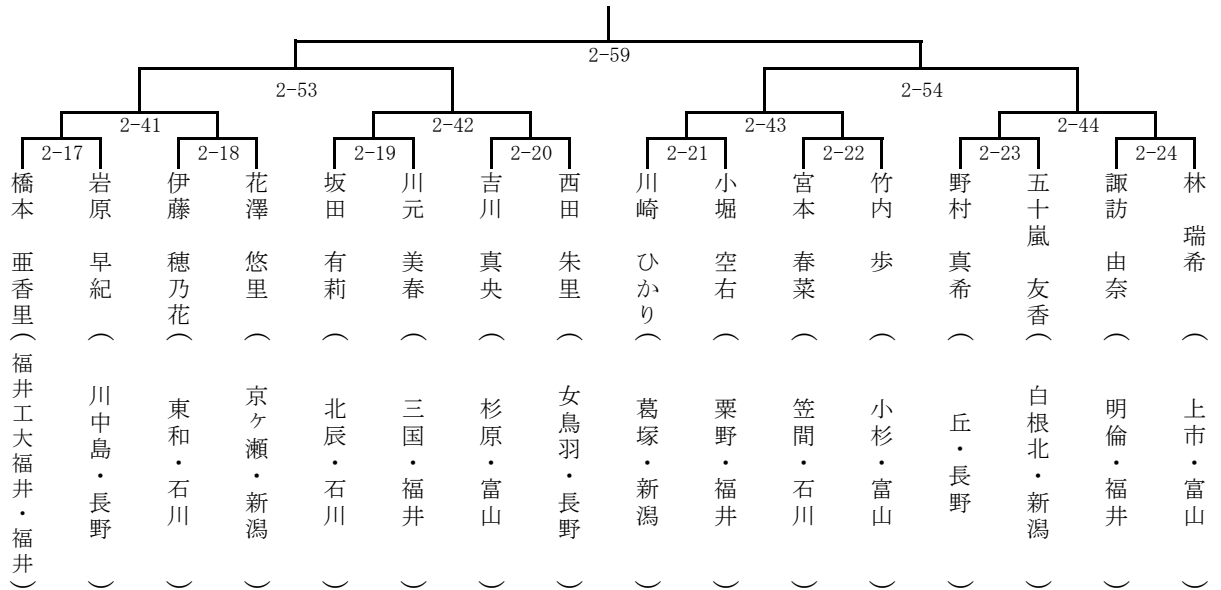 2-59
2-53 2-54
2-41 2-42 2-43 2-44
2-17 2-18 2-19 2-20 2-21 2-22 2-23 2-24
橋本 亜香里(福井工大福井・福井)
岩原 早紀(川中島・長野)
伊藤 穂乃花(東和・石川)
花澤 悠里(京ヶ瀬・新潟)
坂田 有莉(北辰・石川)
川元 美春(三国・福井)
吉川 真央(杉原・富山)
西田 朱里(女鳥羽・長野)
川崎 ひかり(葛塚・新潟)
小堀 空右(粟野・福井)
宮本 春菜(笠間・石川)
竹内 歩(小杉・富山)
野村 真希(丘・長野)
五十嵐 友香(白根北・新潟)
諏訪 由奈(明倫・福井)
林 瑞希(上市・富山)